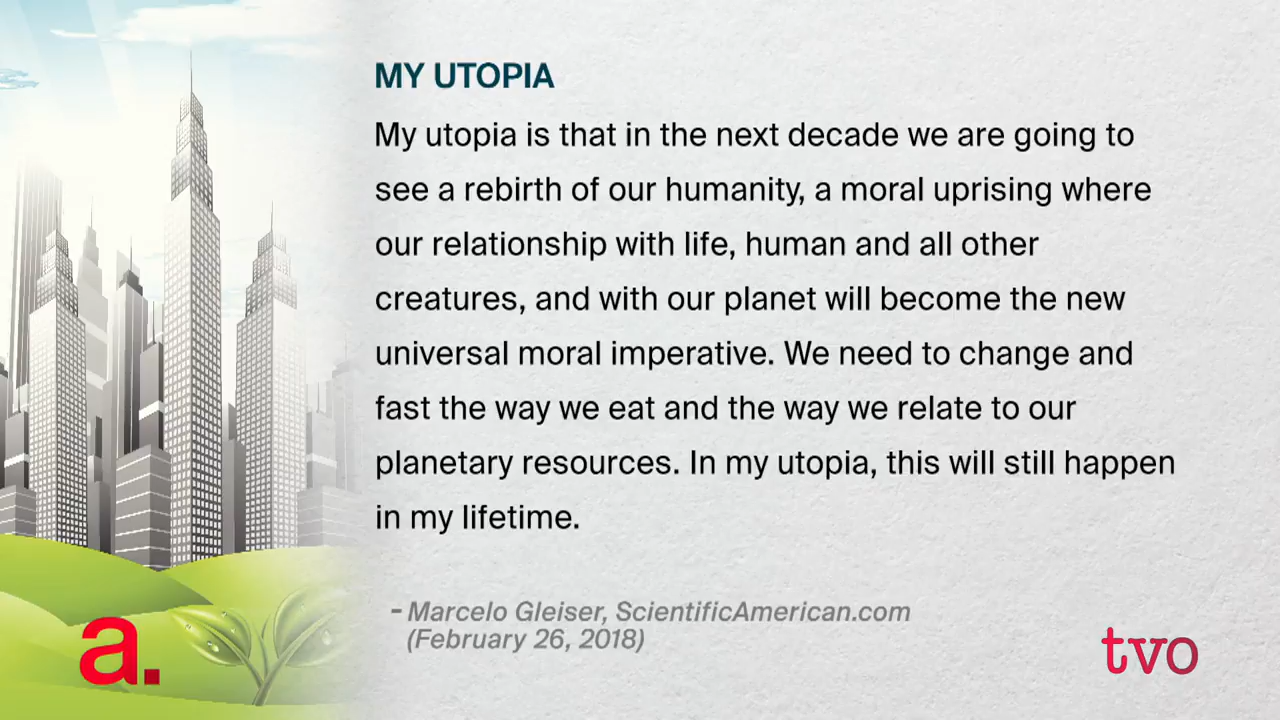 MY UTOPIA
My utopia is that in the next decade we are going to
see a rebirth of our humanity, a moral uprising where
our relationship with life, human and all other
creatures, and with our planet will become the new
universal moral imperative. We need to change and
fast the way we eat and the way we relate to our
planetary resources. In my utopia, this will still happen
in my lifetime.
- Marcelo Gleiser, ScientificAmerican.com
(February 26, 2018)
a.
tvo